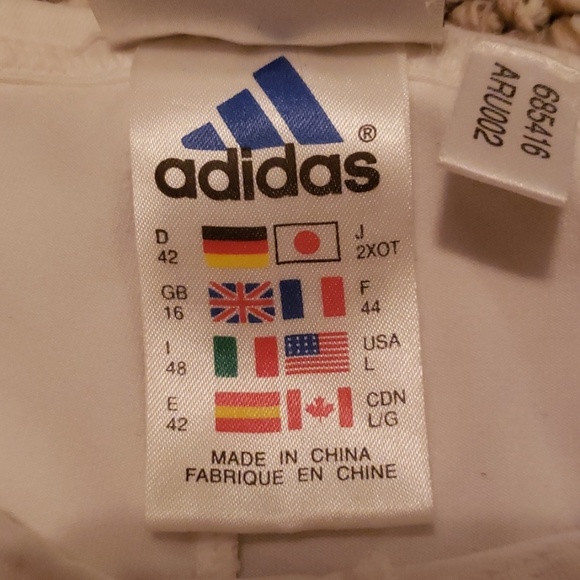 adidas®
D 42 J 2XOT
GB 16 F 44
I 48 USA L
E 42 CDN L/G
MADE IN CHINA
FABRIQUE EN CHINE
685416
ARU002